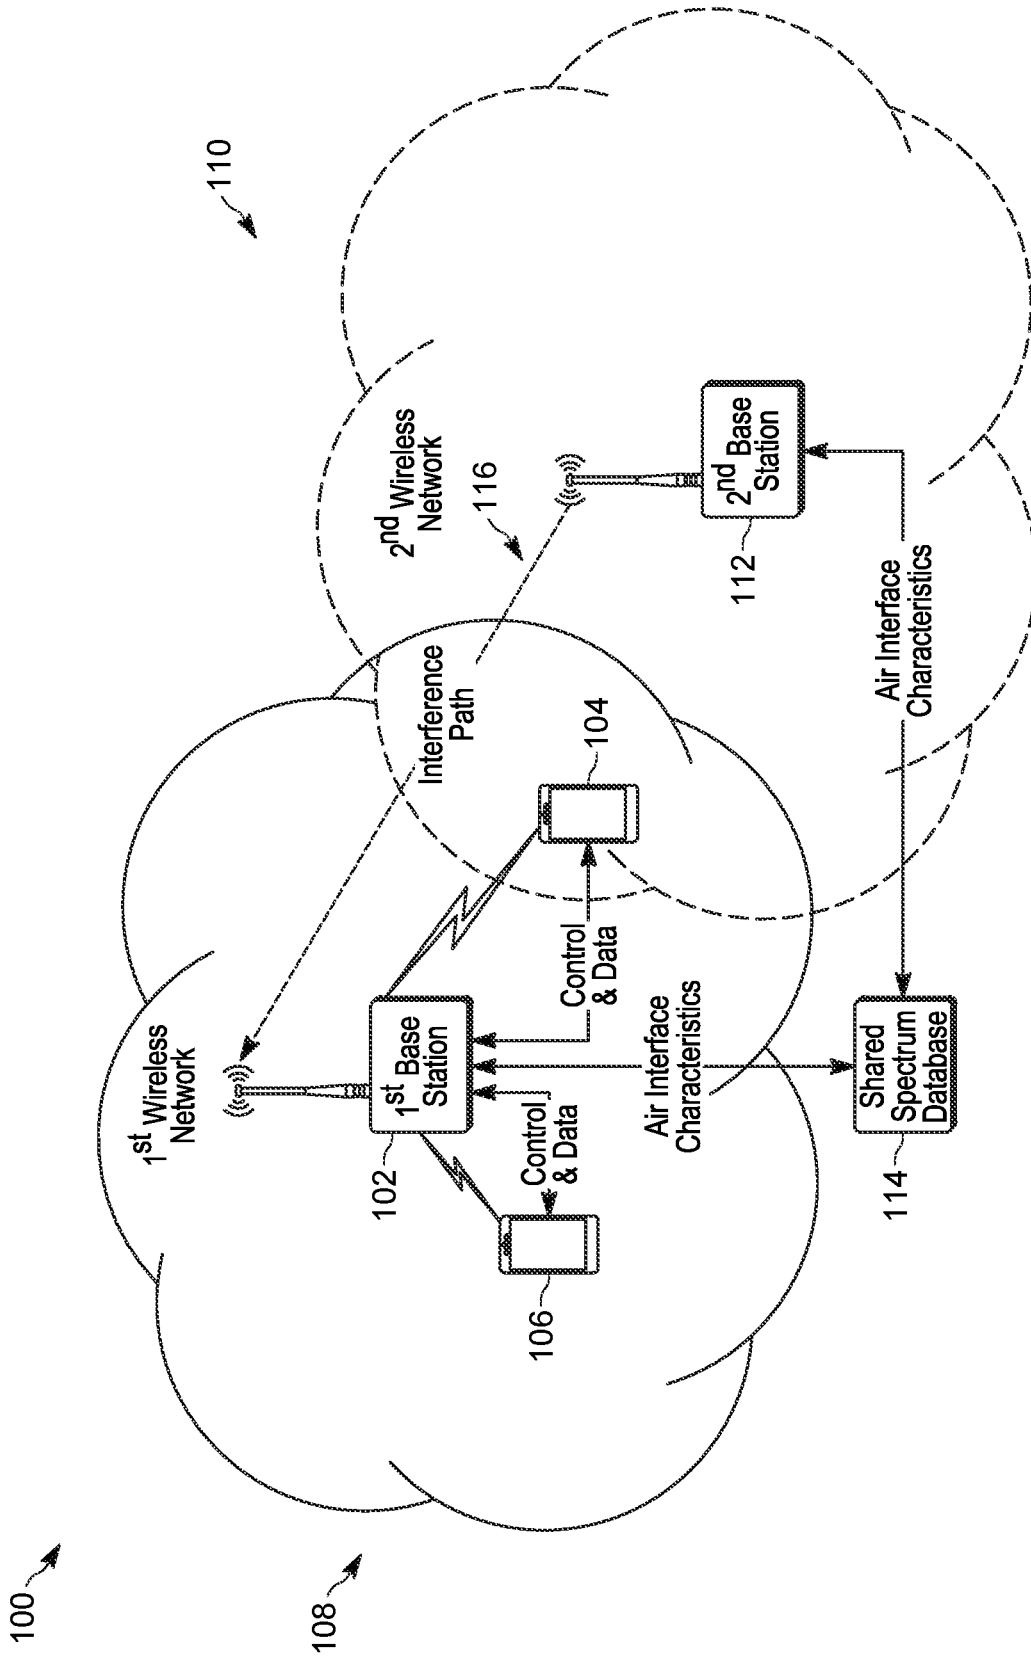 100
108
110
1st Wireless
Network
2nd Wireless
Network
116
Interference
Path
102
1st Base
Station
106
Control
& Data
Control
& Data
104
112
2nd Base
Station
Air Interface
Characteristics
Air Interface
Characteristics
114
Shared
Spectrum
Database